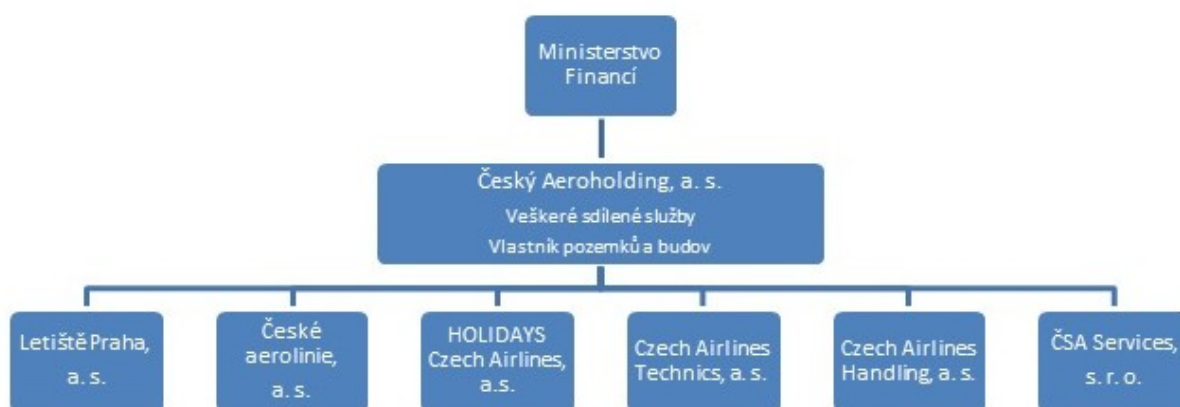 Ministerstvo
Financí
Český Aeroholding, a. s.
Veškeré sdílené služby
Vlastník pozemků a budov
Letiště Praha,
a. s.
České
aerolinie,
a. s.
HOLIDAYS
Czech Airlines,
a.s.
Czech Airlines
Technics, a. s.
Czech Airlines
Handling, a. s.
ČSA Services,
s. r. o.